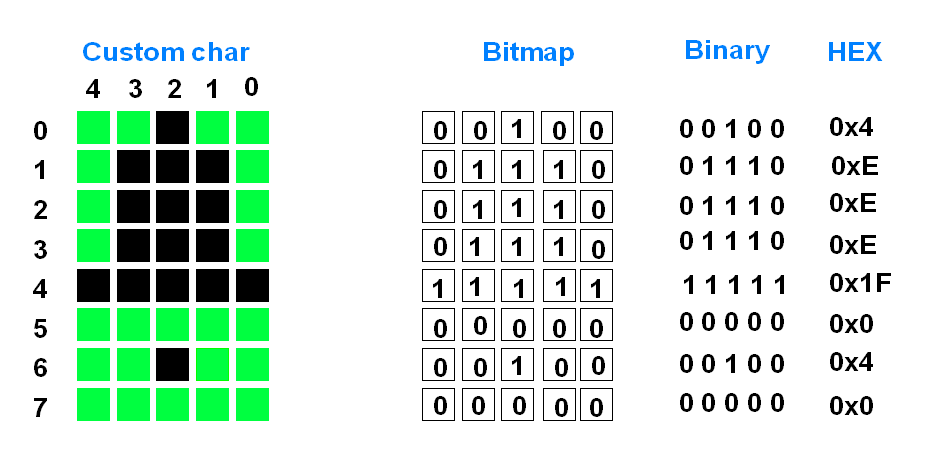 Custom char Bitmap Binary HEX
4 3 2 1 0
0 0 0 1 0 0 0 0 1 0 0 0x4
1 0 1 1 1 0 0 1 1 1 0 0xE
2 0 1 1 1 0 0 1 1 1 0 0xE
3 0 1 1 1 0 0 1 1 1 0 0xE
4 1 1 1 1 1 1 1 1 1 1 0x1F
5 0 0 0 0 0 0 0 0 0 0 0x0
6 0 0 1 0 0 0 0 1 0 0 0x4
7 0 0 0 0 0 0 0 0 0 0 0x0